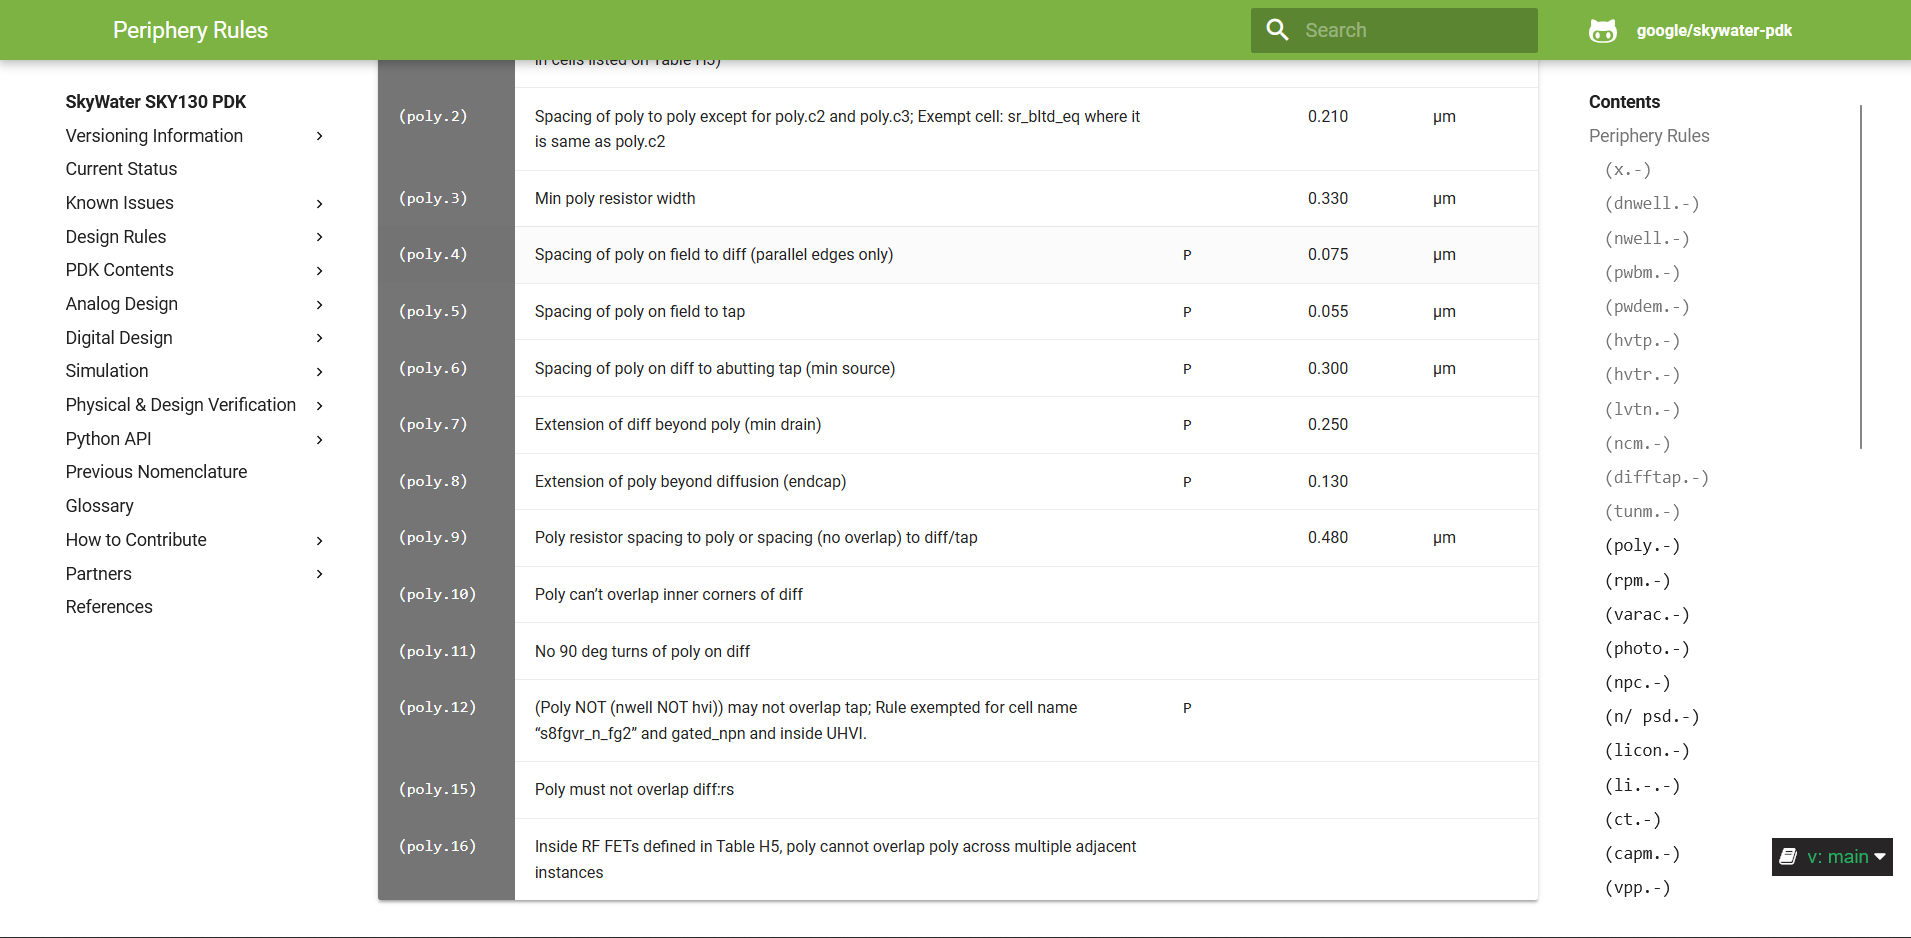 Periphery Rules
Search
google/skywater-pdk
SkyWater SKY130 PDK
Versioning Information
Current Status
Known Issues
Design Rules
PDK Contents
Analog Design
Digital Design
Simulation
Physical & Design Verification
Python API
Previous Nomenclature
Glossary
How to Contribute
Partners
References
in cells listed on Table H5)
(poly.2) Spacing of poly to poly except for poly.c2 and poly.c3; Exempt cell: sr_bltd_eq where it 0.210 µm
is same as poly.c2
(poly.3) Min poly resistor width 0.330 µm
(poly.4) Spacing of poly on field to diff (parallel edges only) P 0.075 µm
(poly.5) Spacing of poly on field to tap P 0.055 µm
(poly.6) Spacing of poly on diff to abutting tap (min source) P 0.300 µm
(poly.7) Extension of diff beyond poly (min drain) P 0.250
(poly.8) Extension of poly beyond diffusion (endcap) P 0.130
(poly.9) Poly resistor spacing to poly or spacing (no overlap) to diff/tap 0.480 µm
(poly.10) Poly can’t overlap inner corners of diff
(poly.11) No 90 deg turns of poly on diff
(poly.12) (Poly NOT (nwell NOT hvi)) may not overlap tap; Rule exempted for cell name P
“s8fgvr_n_fg2” and gated_npn and inside UHVI.
(poly.15) Poly must not overlap diff:rs
(poly.16) Inside RF FETs defined in Table H5, poly cannot overlap poly across multiple adjacent
instances
Contents
Periphery Rules
(x.-)
(dnwell.-)
(nwell.-)
(pwbm.-)
(pwdem.-)
(hvtp.-)
(hvtr.-)
(lvtn.-)
(ncm.-)
(difftap.-)
(tunm.-)
(poly.-)
(rpm.-)
(varac.-)
(photo.-)
(npc.-)
(n/ psd.-)
(licon.-)
(li.-.-)
(ct.-)
(capm.-)
(vpp.-)
v: main